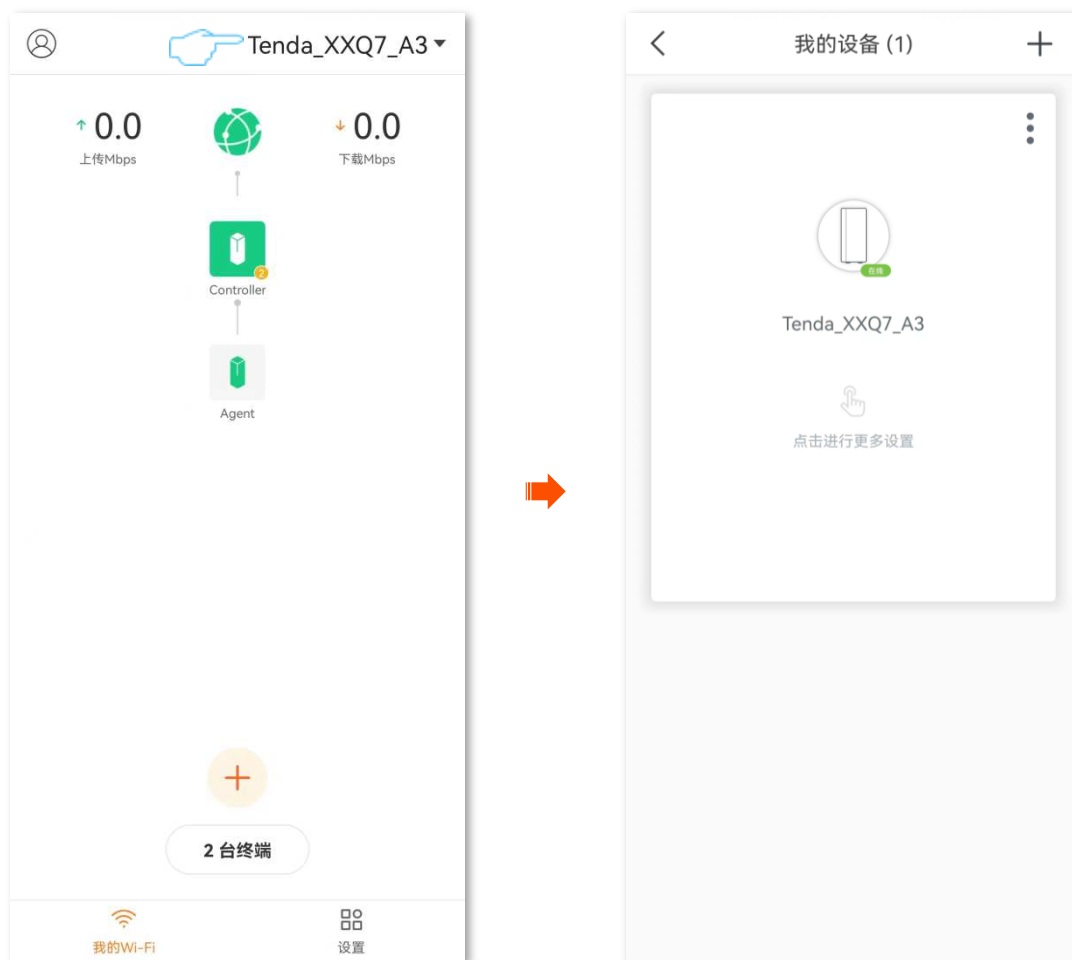 Tenda_XXQ7_A3
0.0
上传Mbps
0.0
下载Mbps
2
Controller
Agent
2 台终端
我的Wi-Fi
设置
我的设备 (1)
在线
Tenda_XXQ7_A3
点击进行更多设置